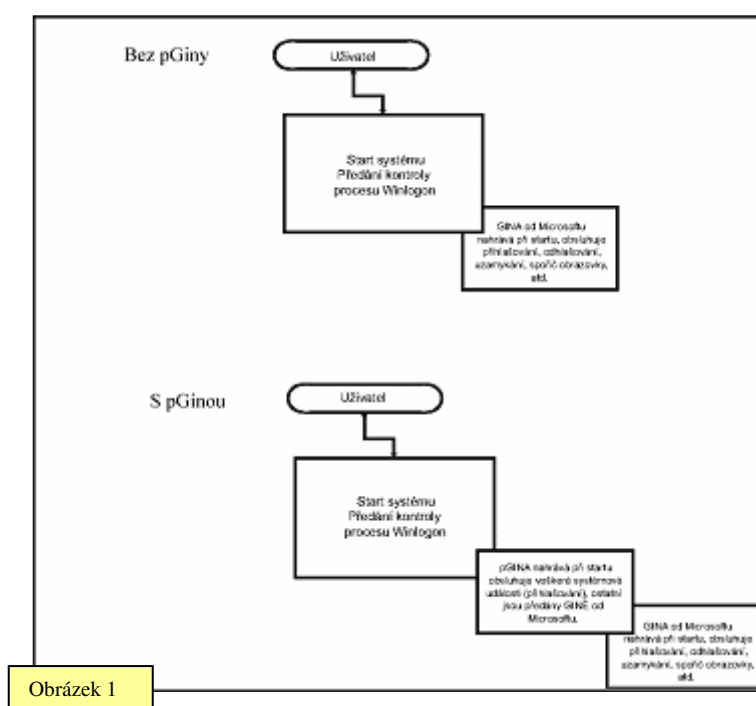 Bez pGiny
Uživatel
Start systému
Předání kontroly
procesu Winlogon
GINA od Microsoftu
nahrává při startu, obsluhuje
přihlašování, odhlašování,
uzamykání, spořič obrazovky,
atd.
S pGinou
Uživatel
Start systému
Předání kontroly
procesu Winlogon
pGINA nahrává při startu
obsluhuje veškeré systémové
události (přihlašování), ostatní
jsou předány GINĚ od
Microsoftu.
GINA od Microsoftu
nahrává při startu, obsluhuje
přihlašování, odhlašování,
uzamykání, spořič obrazovky,
atd.
Obrázek 1